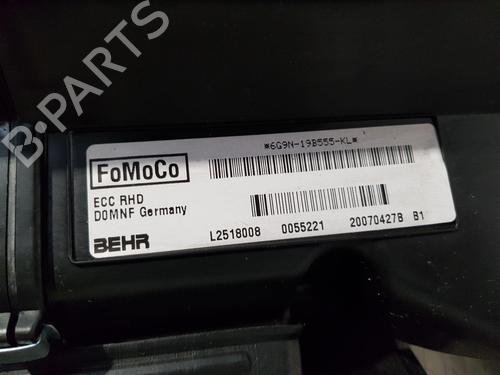 B-PARTS
*6G9N-19B555-KL*
FoMoCo
ECC RHD
DOMNF Germany
BEHR
L2518008 0055221 20070427B B1